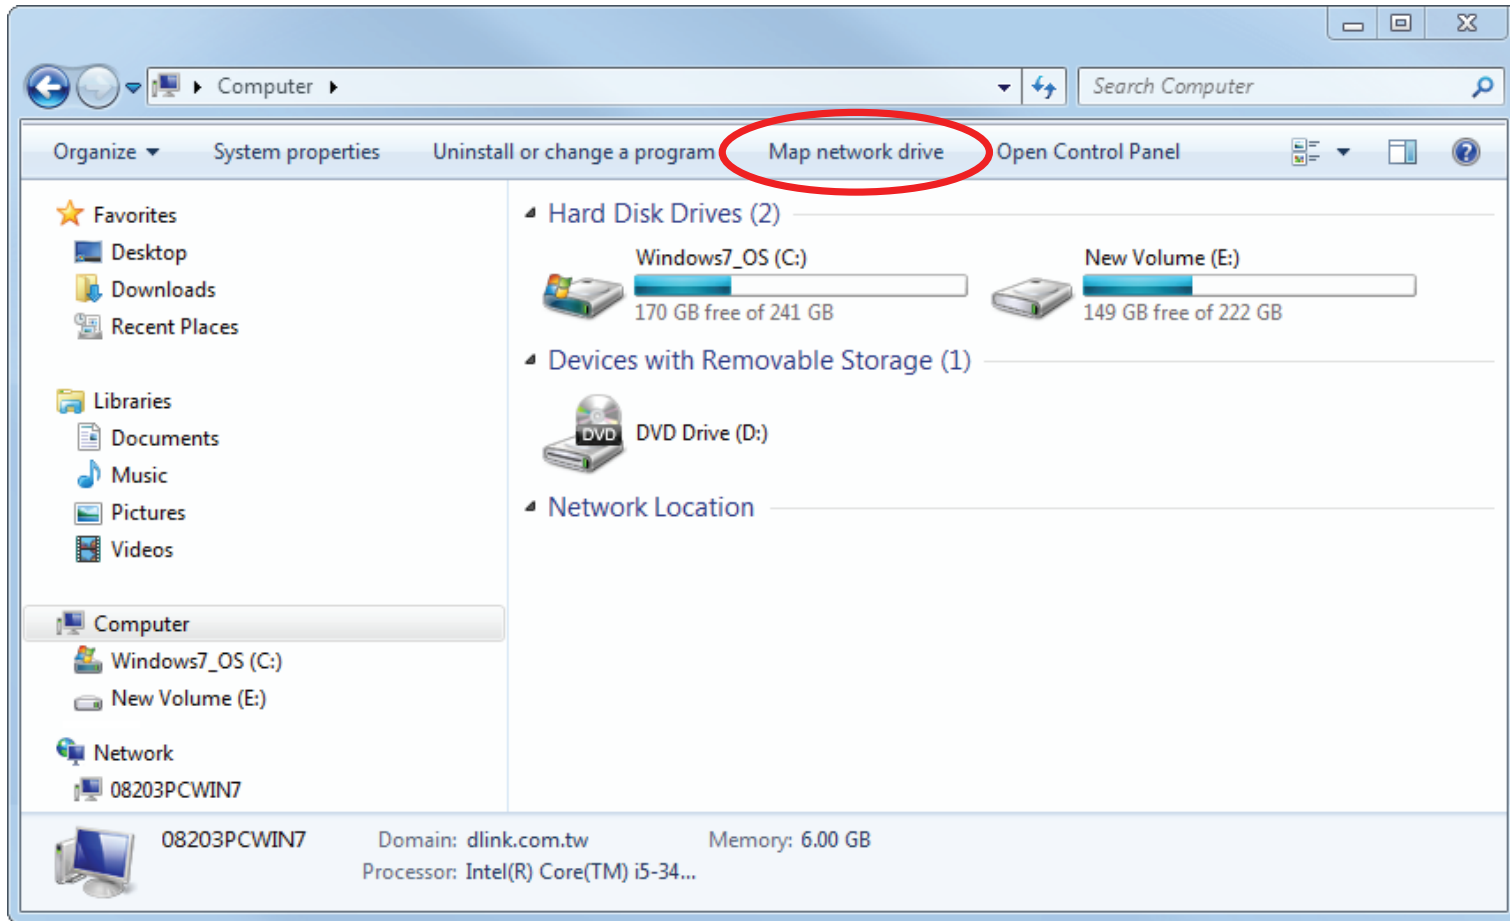 Computer
Search Computer
Organize System properties Uninstall or change a program Map network drive Open Control Panel
Favorites
Desktop
Downloads
Recent Places
Libraries
Documents
Music
Pictures
Videos
Computer
Windows7_OS (C:)
New Volume (E:)
Network
08203PCWIN7
Hard Disk Drives (2)
Windows7_OS (C:)
170 GB free of 241 GB
New Volume (E:)
149 GB free of 222 GB
Devices with Removable Storage (1)
DVD
DVD Drive (D:)
Network Location
08203PCWIN7 Domain: dlink.com.tw Memory: 6.00 GB
Processor: Intel(R) Core(TM) i5-34...